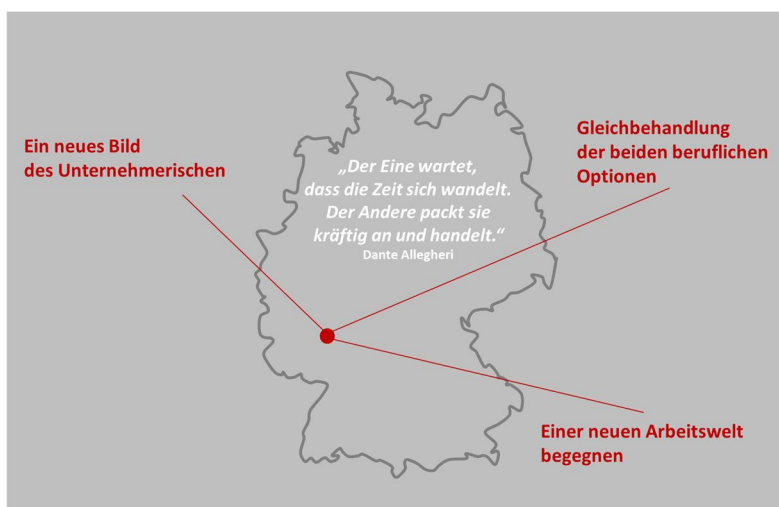 Ein neues Bild
des Unternehmerischen
„Der Eine wartet,
dass die Zeit sich wandelt.
Der Andere packt sie
kräftig an und handelt.“
Dante Allegheri
Gleichbehandlung
der beiden beruflichen
Optionen
Einer neuen Arbeitswelt
begegnen